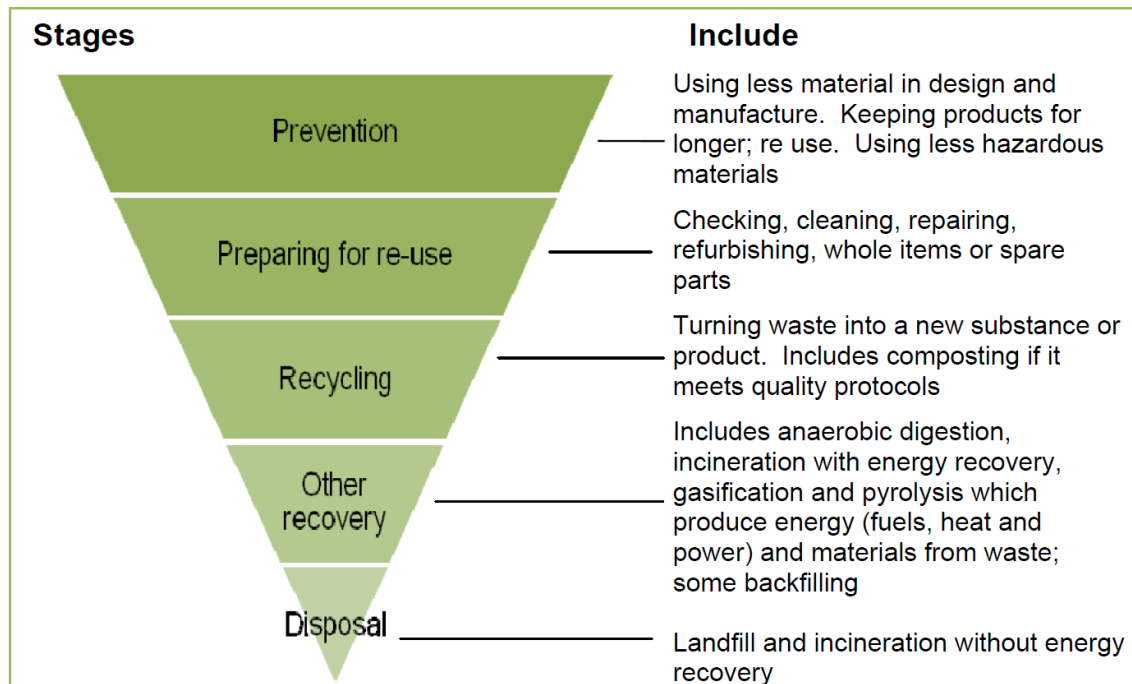 Stages
Include
Prevention
Using less material in design and
manufacture.  Keeping products for
longer; re use.  Using less hazardous
materials
Preparing for re-use
Checking, cleaning, repairing,
refurbishing, whole items or spare
parts
Recycling
Turning waste into a new substance or
product.  Includes composting if it
meets quality protocols
Other
recovery
Includes anaerobic digestion,
incineration with energy recovery,
gasification and pyrolysis which
produce energy (fuels, heat and
power) and materials from waste;
some backfilling
Disposal
Landfill and incineration without energy
recovery